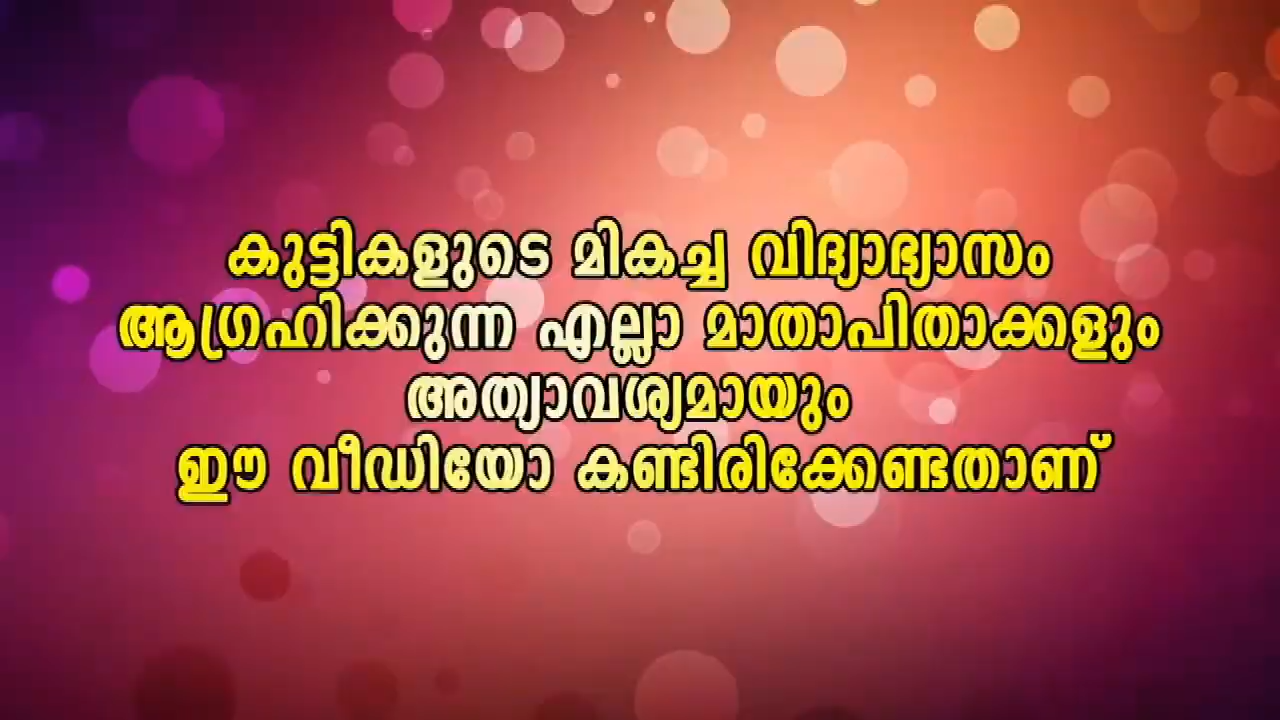 കുട്ടികളുടെ മികച്ച വിദ്യാഭ്യാസം
ആഗ്രഹിക്കുന്ന എല്ലാ മാതാപിതാക്കളും
അത്യാവശ്യമായും
ഈ വീഡിയോ കണ്ടിരിക്കേണ്ടതാണ്